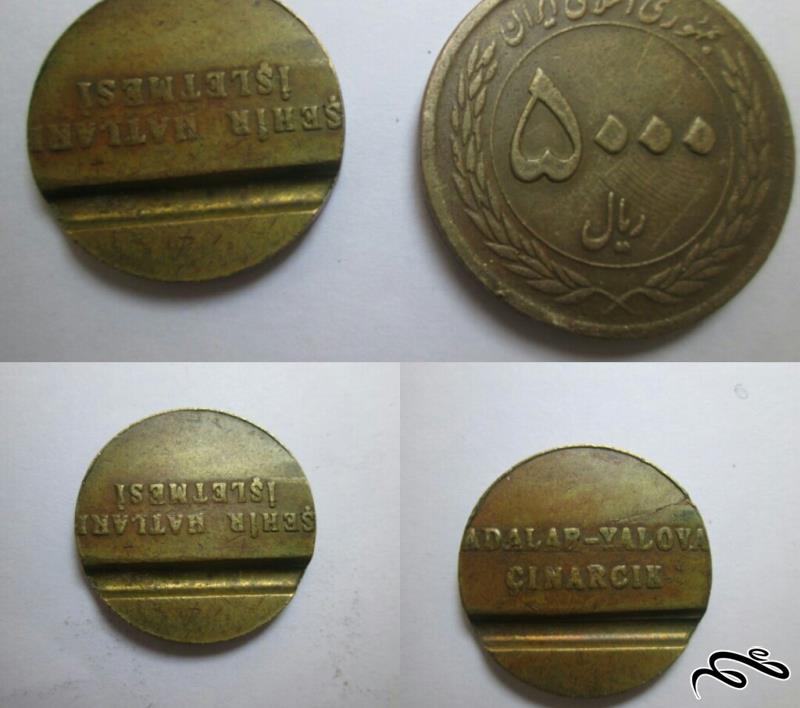 ŞEHİR HATLARI
İŞLETMESİ
جمهوری اسلامی ایران
۵۰۰۰
ریال
ŞEHİR HATLARI
İŞLETMESİ
ADALAR-YALOVA
ÇINARCIK